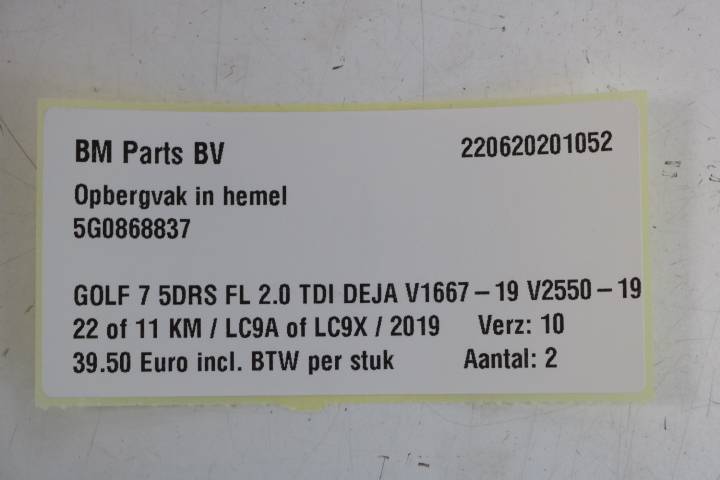 BM Parts BV 220620201052
Opbergvak in hemel
5G0868837
GOLF 7 5DRS FL 2.0 TDI DEJA V1667 – 19 V2550 – 19
22 of 11 KM / LC9A of LC9X / 2019 Verz: 10
39.50 Euro incl. BTW per stuk Aantal: 2